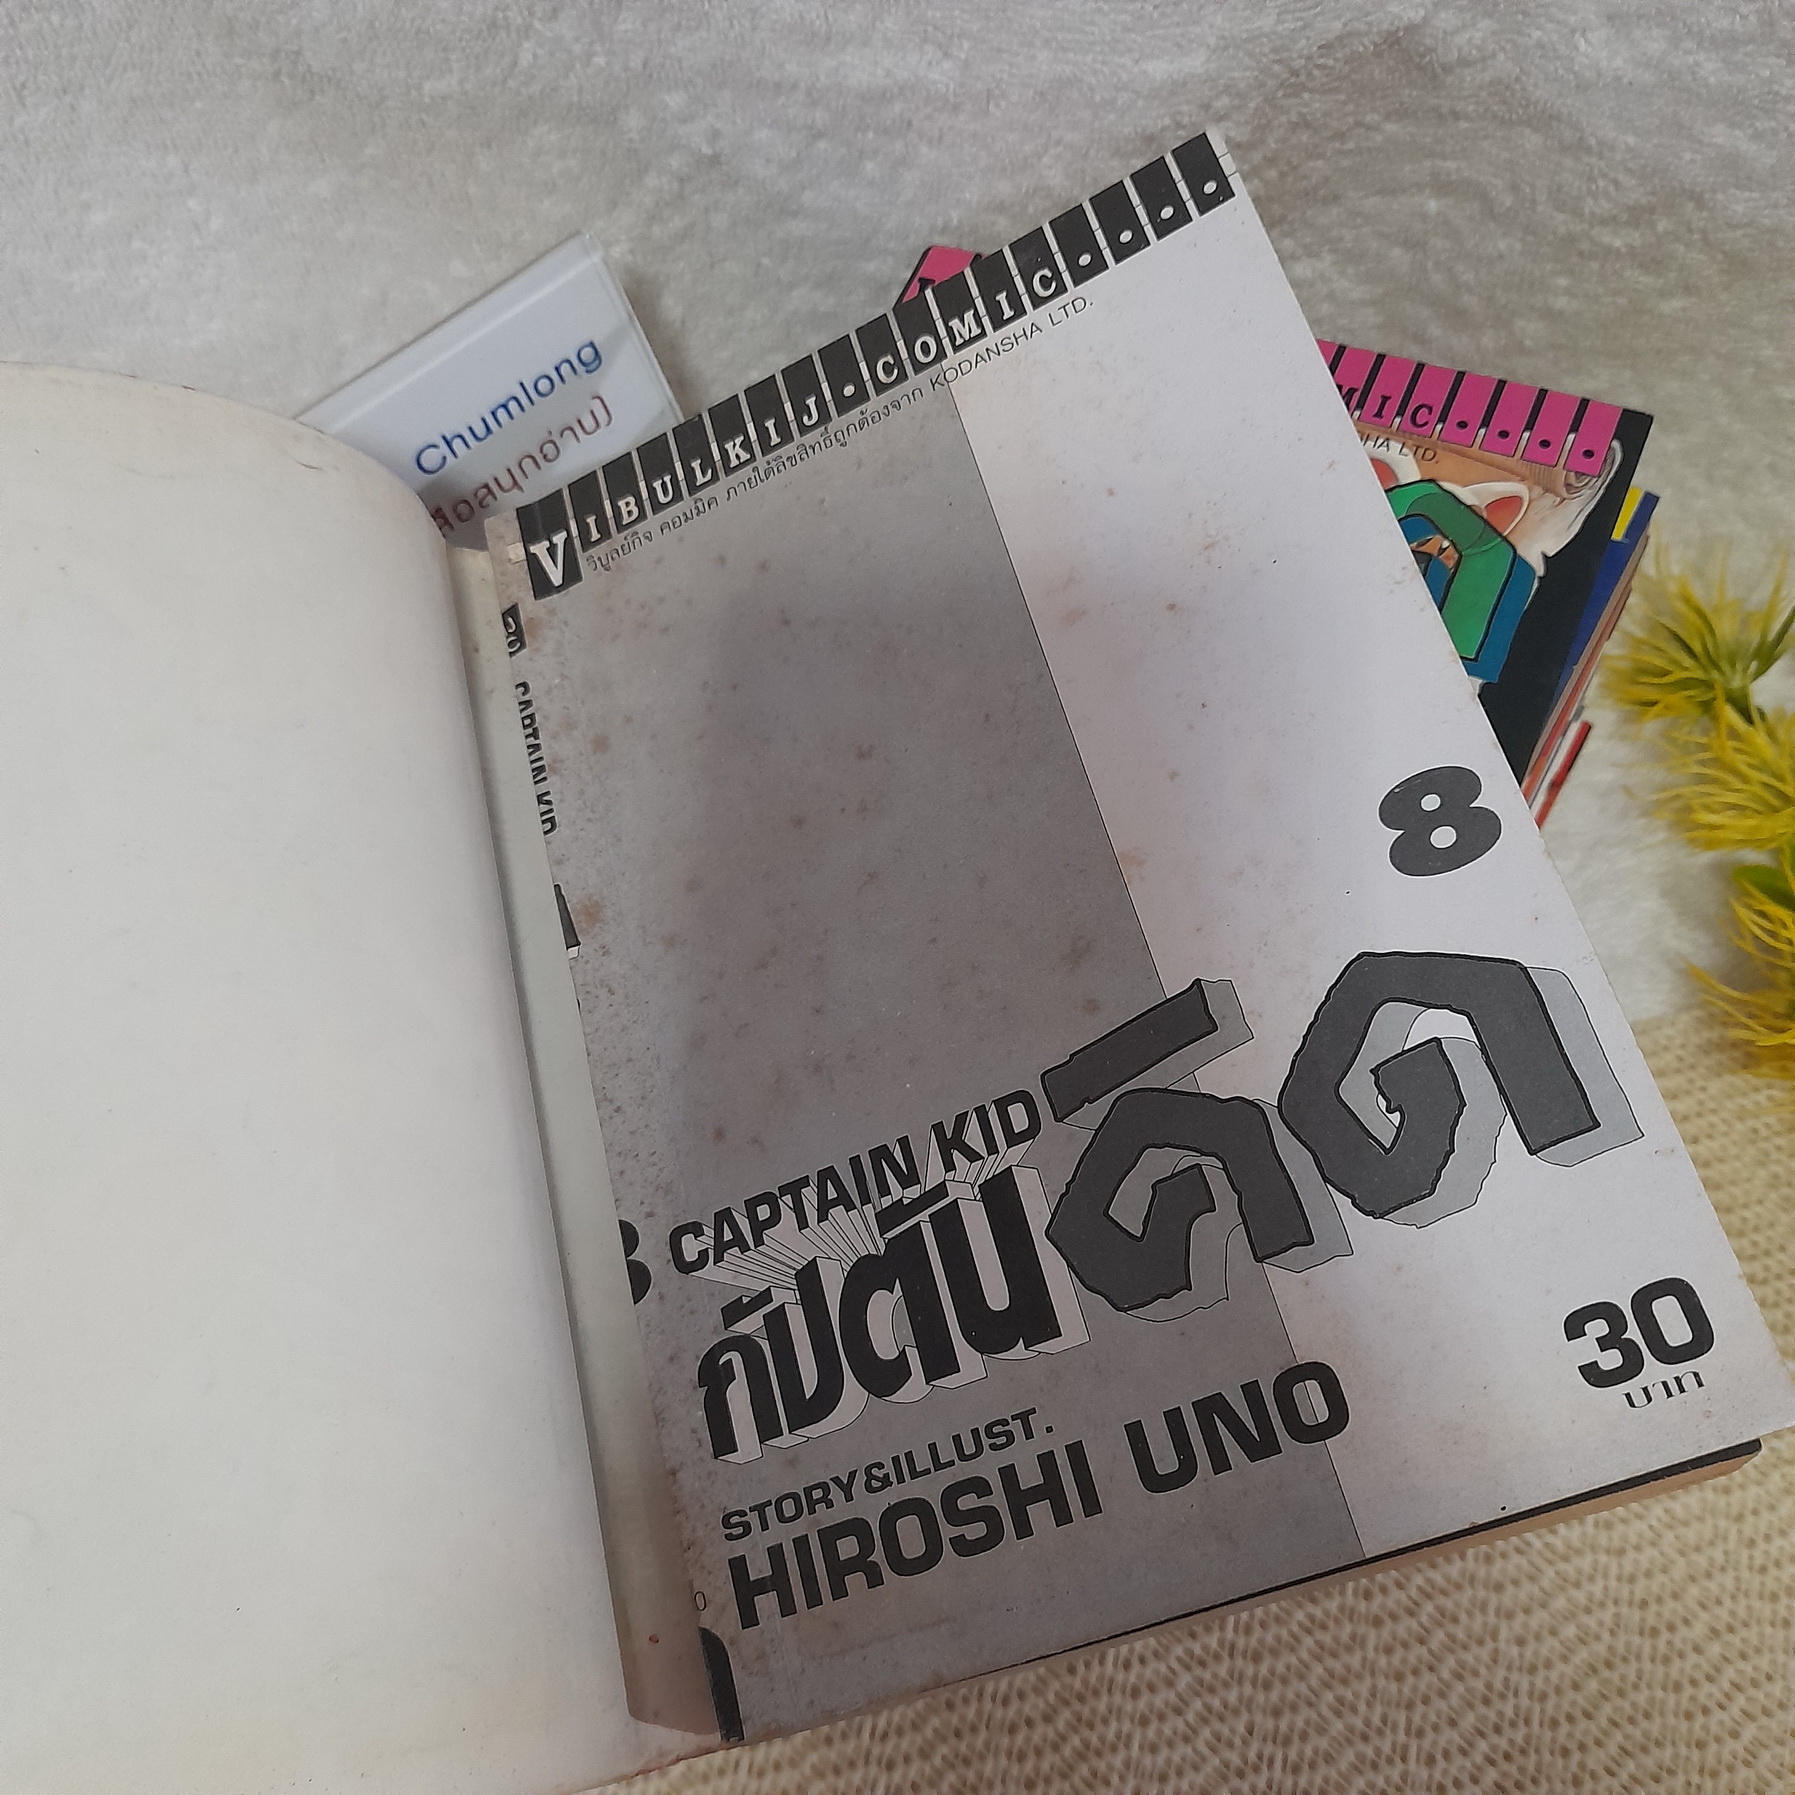 Chumlong
VIBULKIJ.COMIC....
วิบูลย์กิจ คอมมิค ภายใต้ลิขสิทธิ์ถูกต้องจาก KODANSHA LTD.
MIC....
LTD.
CAPTAIN KID
8
CAPTAIN KID
กัปตันคิด
30
บาท
STORY&ILLUST.
HIROSHI UNO